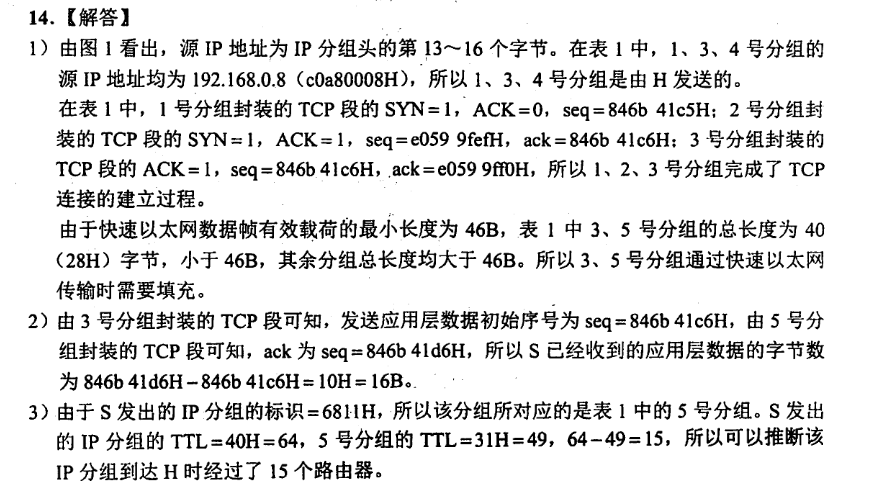 14.【解答】
1）由图 1 看出，源 IP 地址为 IP 分组头的第 13～16 个字节。在表 1 中，1、3、4 号分组的
源 IP 地址均为 192.168.0.8（c0a80008H），所以 1、3、4 号分组是由 H 发送的。
在表 1 中，1 号分组封装的 TCP 段的 SYN=1，ACK=0，seq=846b 41c5H；2 号分组封
装的 TCP 段的 SYN=1，ACK=1，seq=e059 9fefH，ack=846b 41c6H；3 号分组封装的
TCP 段的 ACK=1，seq=846b 41c6H，ack=e059 9ff0H，所以 1、2、3 号分组完成了 TCP
连接的建立过程。
由于快速以太网数据帧有效载荷的最小长度为 46B，表 1 中 3、5 号分组的总长度为 40
（28H）字节，小于 46B，其余分组总长度均大于 46B。所以 3、5 号分组通过快速以太网
传输时需要填充。
2）由 3 号分组封装的 TCP 段可知，发送应用层数据初始序号为 seq=846b 41c6H，由 5 号分
组封装的 TCP 段可知，ack 为 seq=846b 41d6H，所以 S 已经收到的应用层数据的字节数
为 846b 41d6H－846b 41c6H=10H=16B。
3）由于 S 发出的 IP 分组的标识=6811H，所以该分组所对应的是表 1 中的 5 号分组。S 发出
的 IP 分组的 TTL=40H=64，5 号分组的 TTL=31H=49，64－49=15，所以可以推断该
IP 分组到达 H 时经过了 15 个路由器。